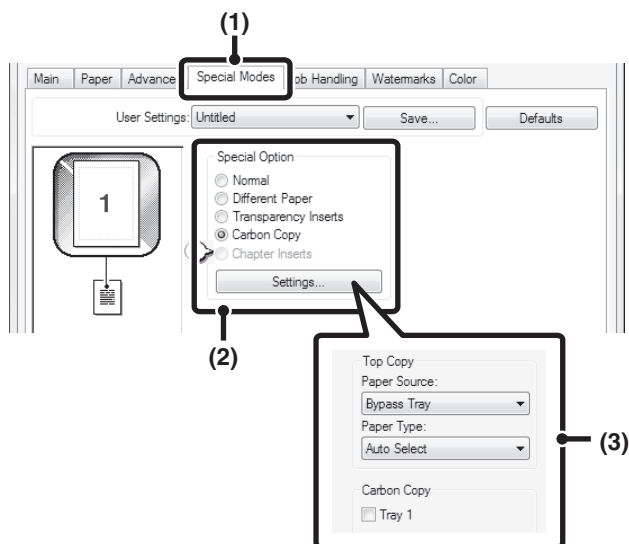 (1)
Main Paper Advance Special Modes ob Handling Watermarks Color
User Settings: Untitled Save... Defaults
Special Option
Normal
Different Paper
Transparency Inserts
Carbon Copy
Chapter Inserts
Settings...
1
(2)
Top Copy
Paper Source:
Bypass Tray
Paper Type:
Auto Select
(3)
Carbon Copy
Tray 1